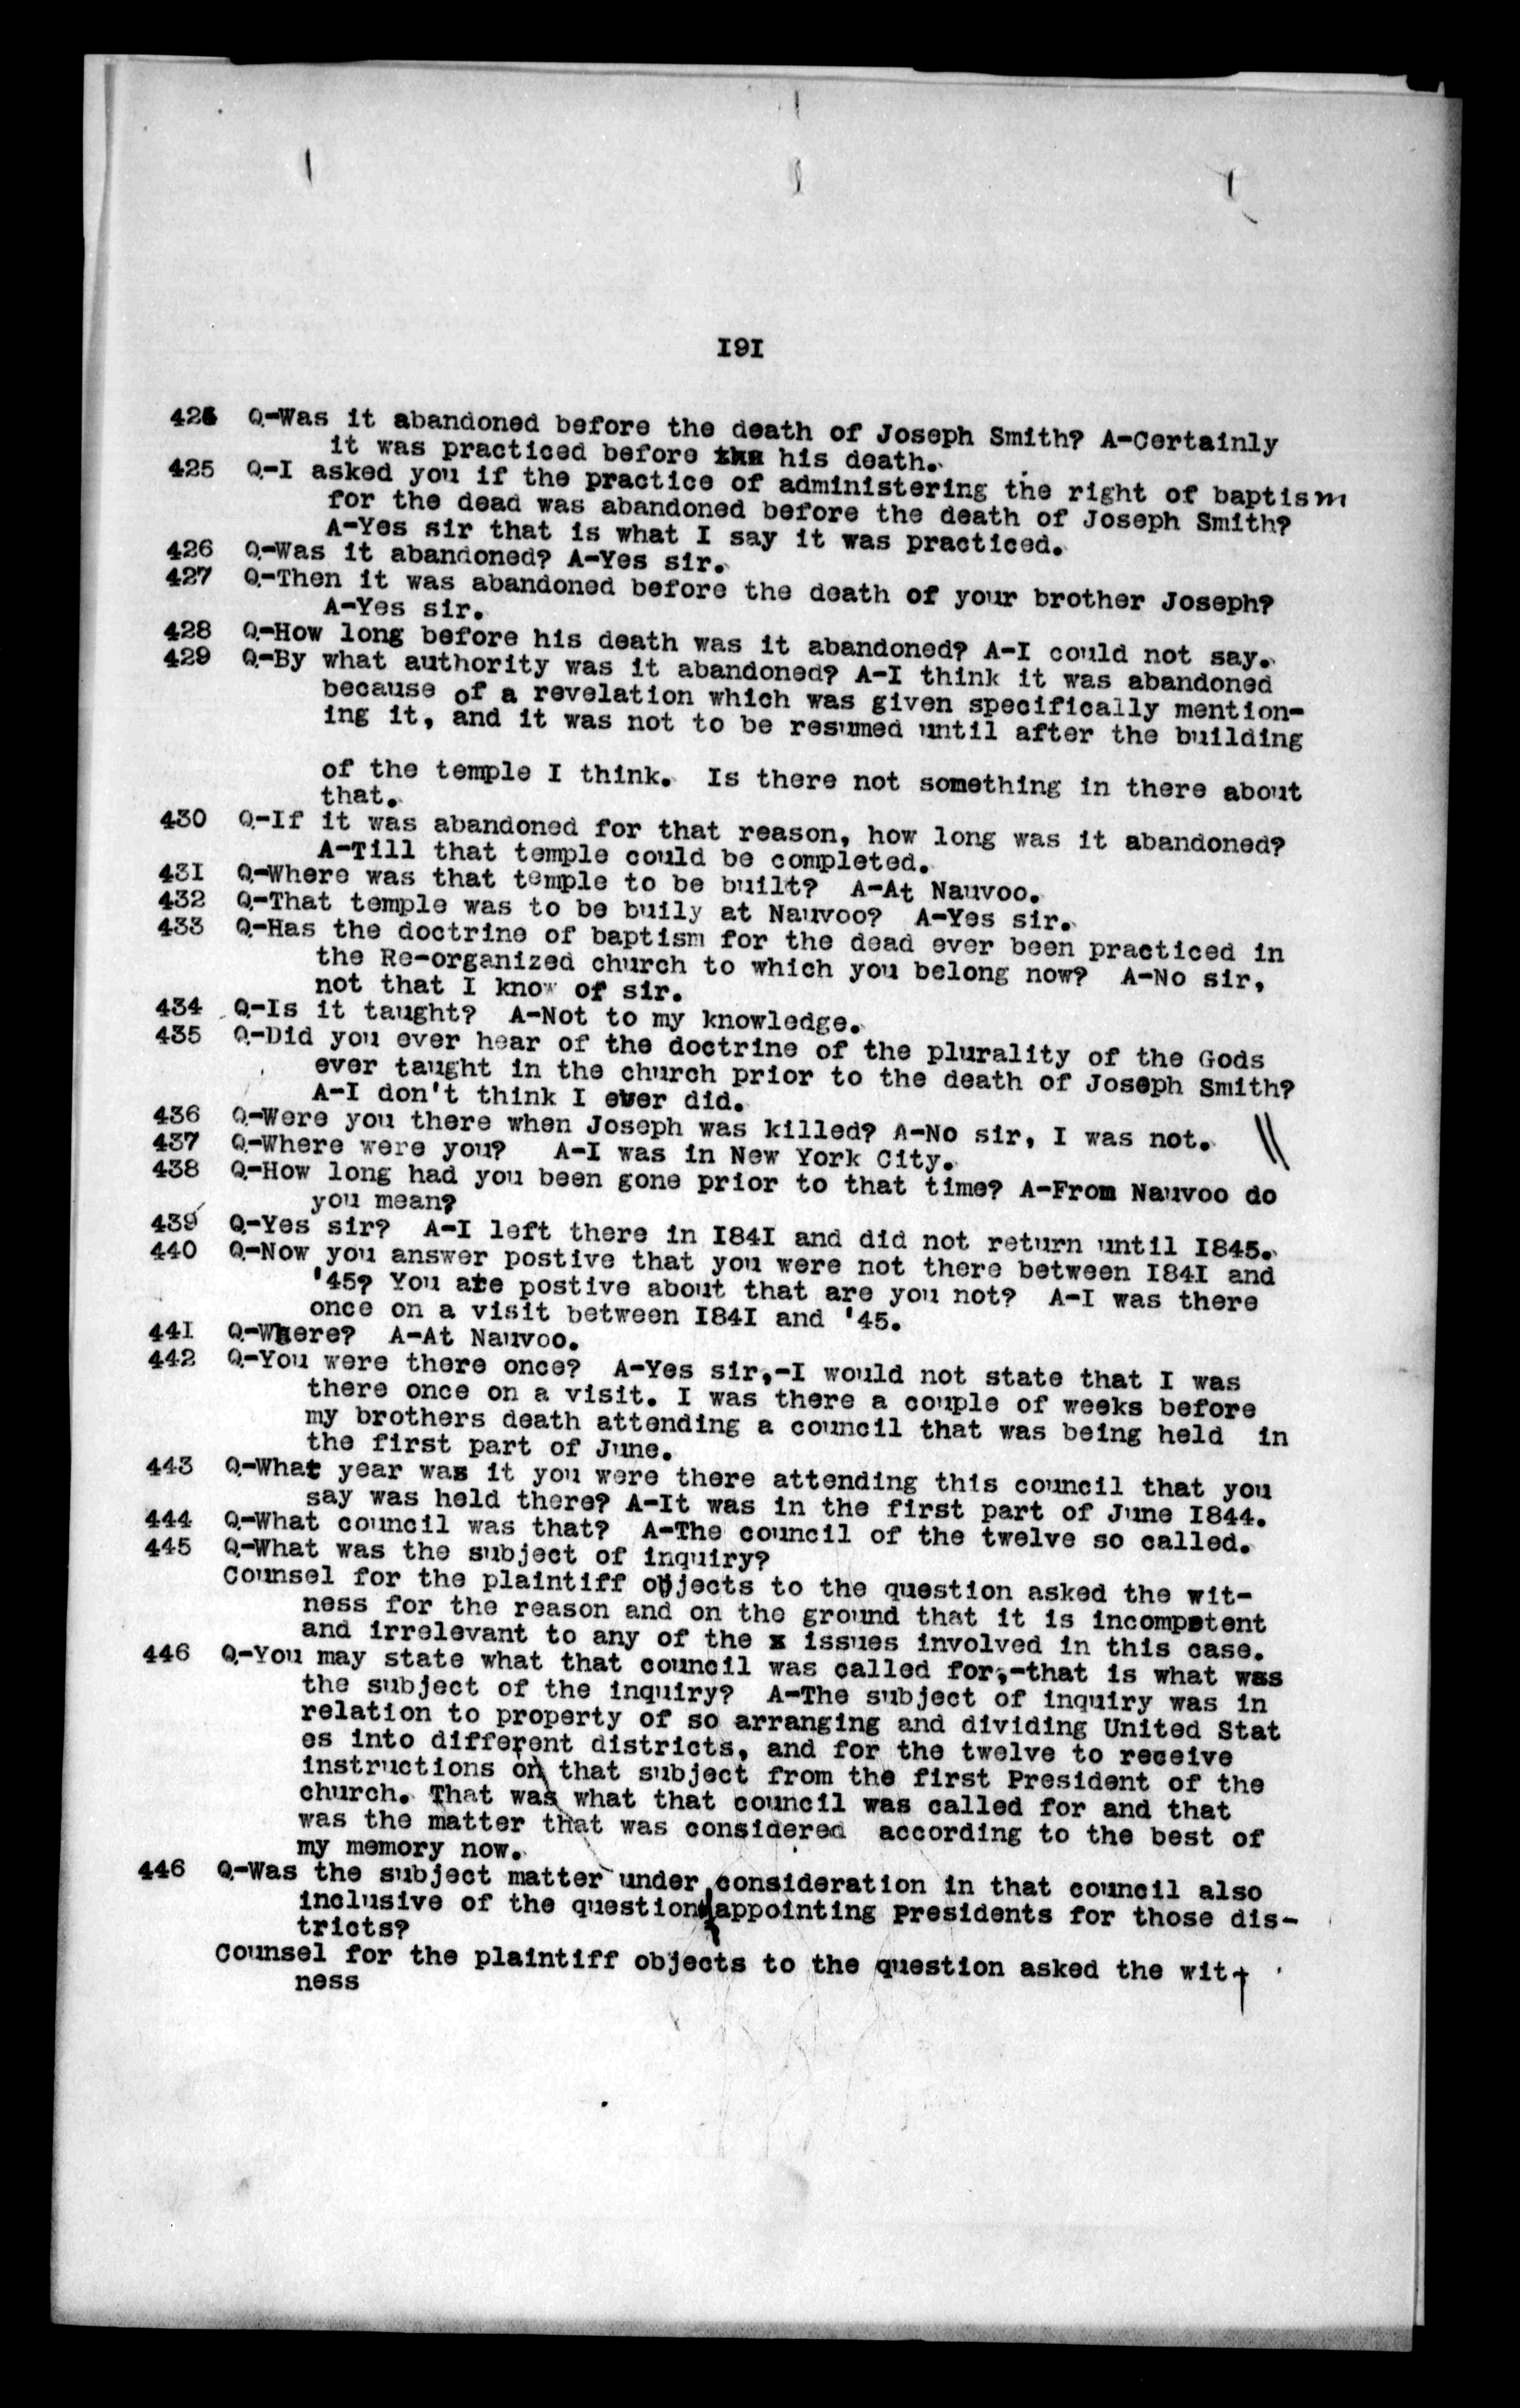 I9I
424 Q-Was it abandoned before the death of Joseph Smith? A-Certainly
it was practiced before his death.
425 Q-I asked you if the practice of administering the right of baptism
for the dead was abandoned before the death of Joseph Smith?
A-Yes sir that is what I say it was practiced.
426 Q-Was it abandoned? A-Yes sir.
427 Q-Then it was abandoned before the death of your brother Joseph?
A-Yes sir.
428 Q-How long before his death was it abandoned? A-I could not say.
429 Q-By what authority was it abandoned? A-I think it was abandoned
because of a revelation which was given specifically mention-
ing it, and it was not to be resumed until after the building
of the temple I think. Is there not something in there about
that.
430 Q-If it was abandoned for that reason, how long was it abandoned?
A-Till that temple could be completed.
43I Q-Where was that temple to be built? A-At Nauvoo.
432 Q-That temple was to be buily at Nauvoo? A-Yes sir.
433 Q-Has the doctrine of baptism for the dead ever been practiced in
the Re-organized church to which you belong now? A-No sir,
not that I know of sir.
434 Q-Is it taught? A-Not to my knowledge.
435 Q-Did you ever hear of the doctrine of the plurality of the Gods
ever taught in the church prior to the death of Joseph Smith?
A-I don't think I ever did.
436 Q-Were you there when Joseph was killed? A-No sir, I was not.
437 Q-Where were you? A-I was in New York City.
438 Q-How long had you been gone prior to that time? A-From Nauvoo do
you mean?
439 Q-Yes sir? A-I left there in I84I and did not return until I845.
440 Q-Now you answer postive that you were not there between I84I and
'45? You are postive about that are you not? A-I was there
once on a visit between I84I and '45.
44I Q-Where? A-At Nauvoo.
442 Q-You were there once? A-Yes sir,-I would not state that I was
there once on a visit. I was there a couple of weeks before
my brothers death attending a council that was being held in
the first part of June.
443 Q-What year was it you were there attending this council that you
say was held there? A-It was in the first part of June I844.
444 Q-What council was that? A-The council of the twelve so called.
445 Q-What was the subject of inquiry?
Counsel for the plaintiff objects to the question asked the wit-
ness for the reason and on the ground that it is incompetent
and irrelevant to any of the x issues involved in this case.
446 Q-You may state what that council was called for,-that is what was
the subject of the inquiry? A-The subject of inquiry was in
relation to property of so arranging and dividing United Stat
es into different districts, and for the twelve to receive
instructions on that subject from the first President of the
church. That was what that council was called for and that
was the matter that was considered according to the best of
my memory now.
446 Q-Was the subject matter under consideration in that council also
inclusive of the question appointing Presidents for those dis-
tricts?
Counsel for the plaintiff objects to the question asked the wit-
ness